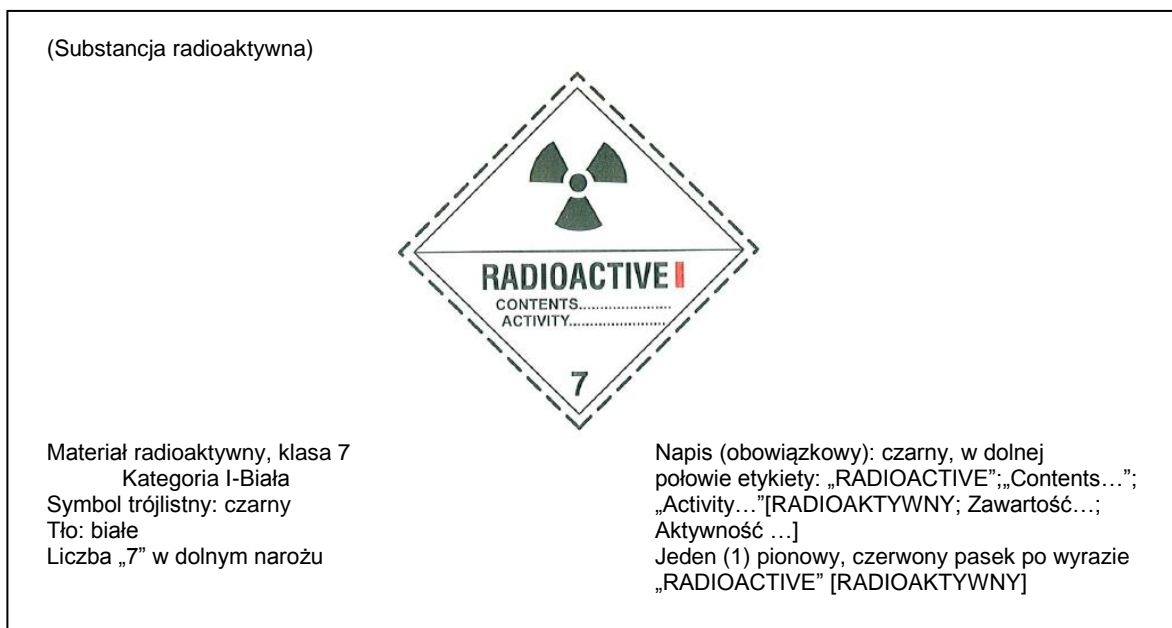 (Substancja radioaktywna)
RADIOACTIVE I
CONTENTS......................
ACTIVITY.......................
7
Materiał radioaktywny, klasa 7
Kategoria I-Biała
Symbol trójlistny: czarny
Tło: białe
Liczba „7” w dolnym narożu
Napis (obowiązkowy): czarny, w dolnej
połowie etykiety: „RADIOACTIVE”;„Contents…”;
„Activity…”[RADIOAKTYWNY; Zawartość…;
Aktywność …]
Jeden (1) pionowy, czerwony pasek po wyrazie
„RADIOACTIVE” [RADIOAKTYWNY]